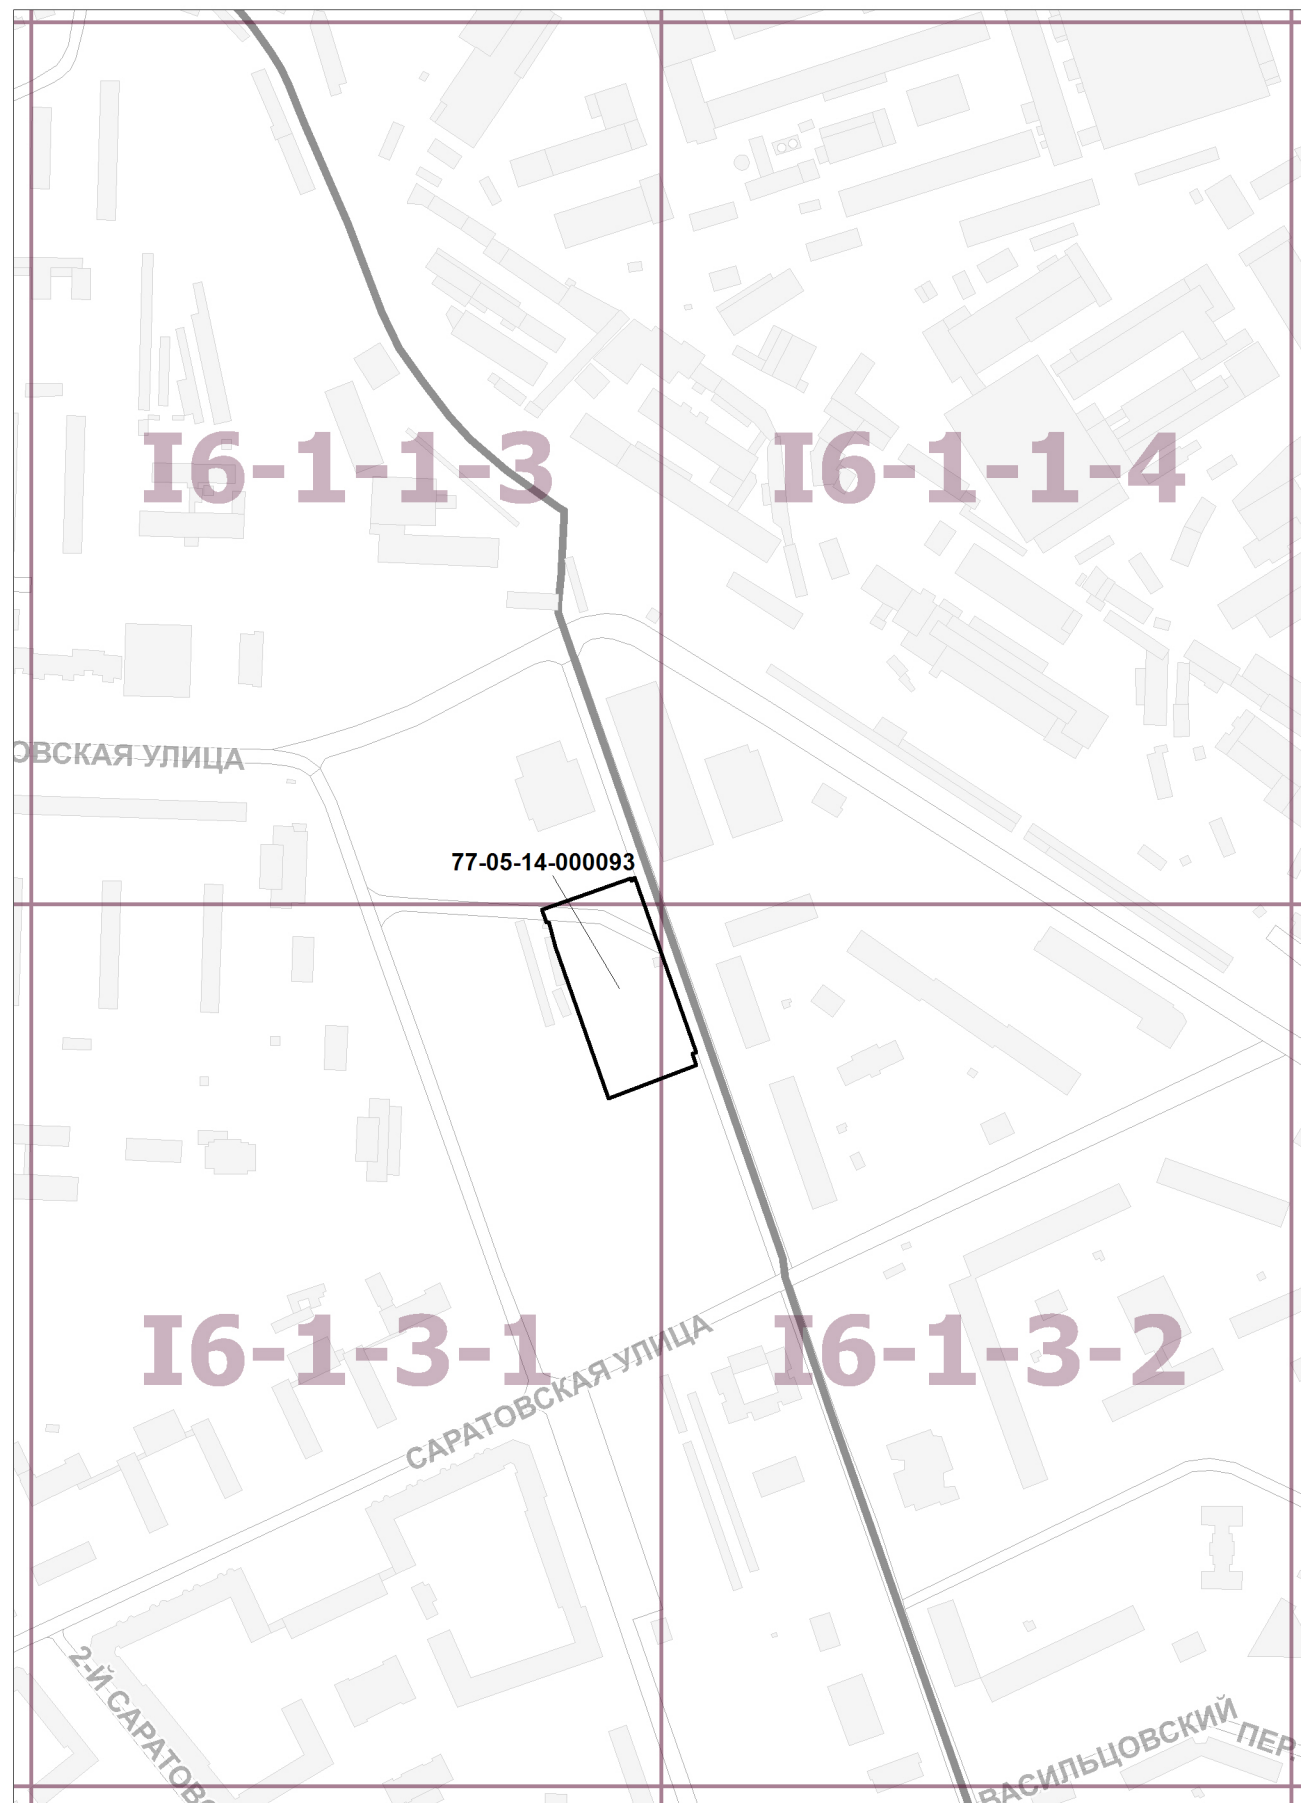 I6-1-1-3
I6-1-1-4
ОВСКАЯ УЛИЦА
77-05-14-000093
I6-1-3-1
I6-1-3-2
САРАТОВСКАЯ УЛИЦА
2-Й САРАТОВС
ВАСИЛЬЦОВСКИЙ ПЕР.